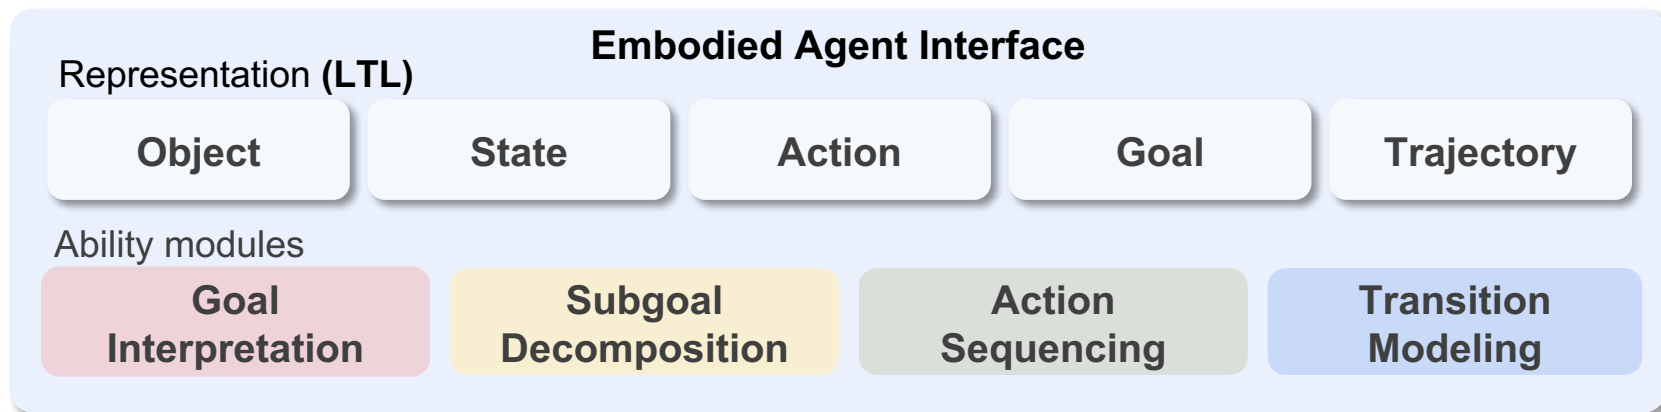 Embodied Agent Interface
Representation (LTL)
Object
State
Action
Goal
Trajectory
Ability modules
Goal
Interpretation
Subgoal
Decomposition
Action
Sequencing
Transition
Modeling